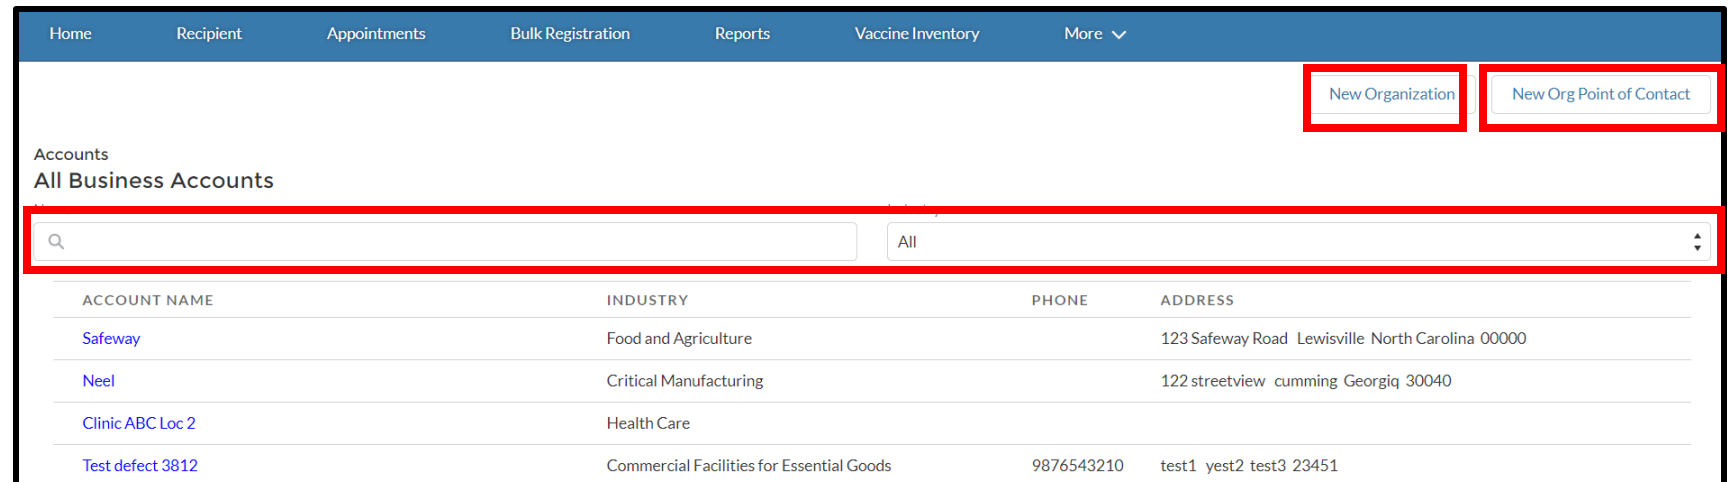 Home Recipient Appointments Bulk Registration Reports Vaccine Inventory More
New Organization New Org Point of Contact
Accounts
All Business Accounts
All
ACCOUNT NAME INDUSTRY PHONE ADDRESS
Safeway Food and Agriculture 123 Safeway Road Lewisville North Carolina 00000
Neel Critical Manufacturing 122 streetview cumming Georgiq 30040
Clinic ABC Loc 2 Health Care
Test defect 3812 Commercial Facilities for Essential Goods 9876543210 test1 yest2 test3 23451